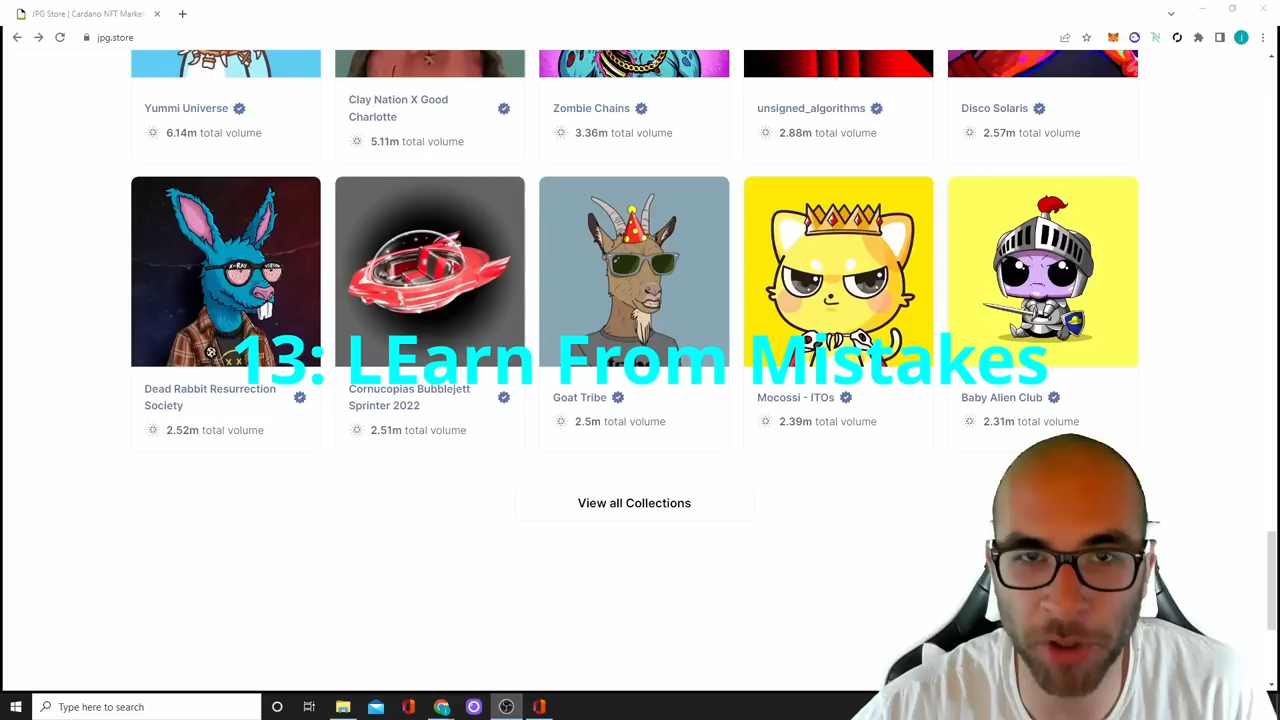 JPG Store | Cardano NFT Marke
jpg.store
Yummi Universe
6.14m total volume
Clay Nation X Good
Charlotte
5.11m total volume
Zombie Chains
3.36m total volume
unsigned_algorithms
2.88m total volume
Disco Solaris
2.57m total volume
X-RAY
13: LEarn From Mistakes
Dead Rabbit Resurrection
Society
2.52m total volume
Cornucopias Bubblejett
Sprinter 2022
2.51m total volume
Goat Tribe
2.5m total volume
Mocossi - ITOs
2.39m total volume
Baby Alien Club
2.31m total volume
View all Collections
Type here to search